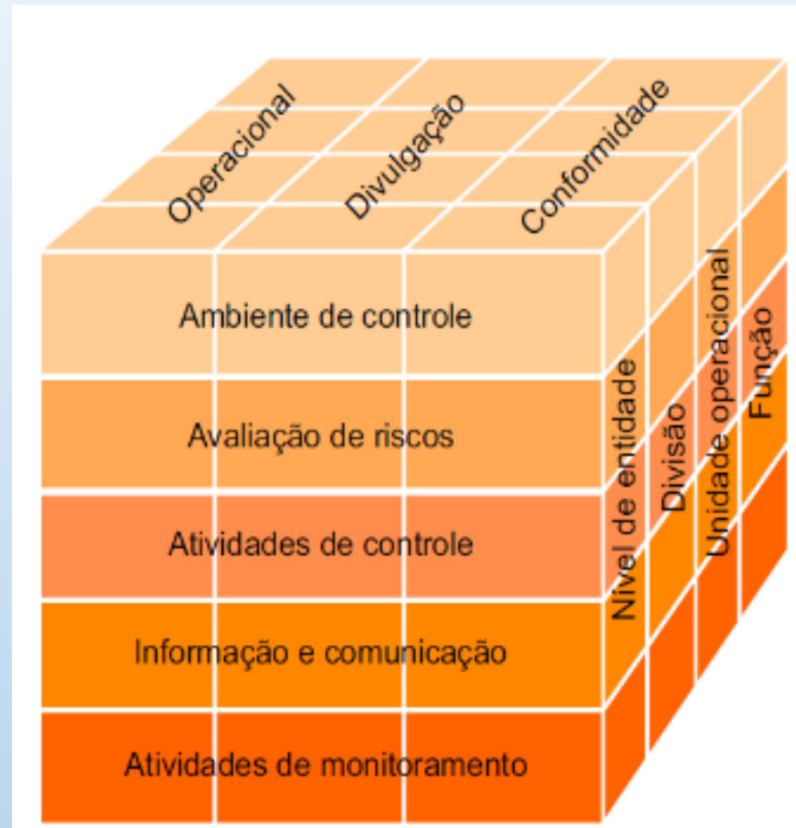 Operacional
Divulgação
Conformidade
Ambiente de controle
Avaliação de riscos
Atividades de controle
Informação e comunicação
Atividades de monitoramento
Nível de entidade
Divisão
Unidade operacional
Função